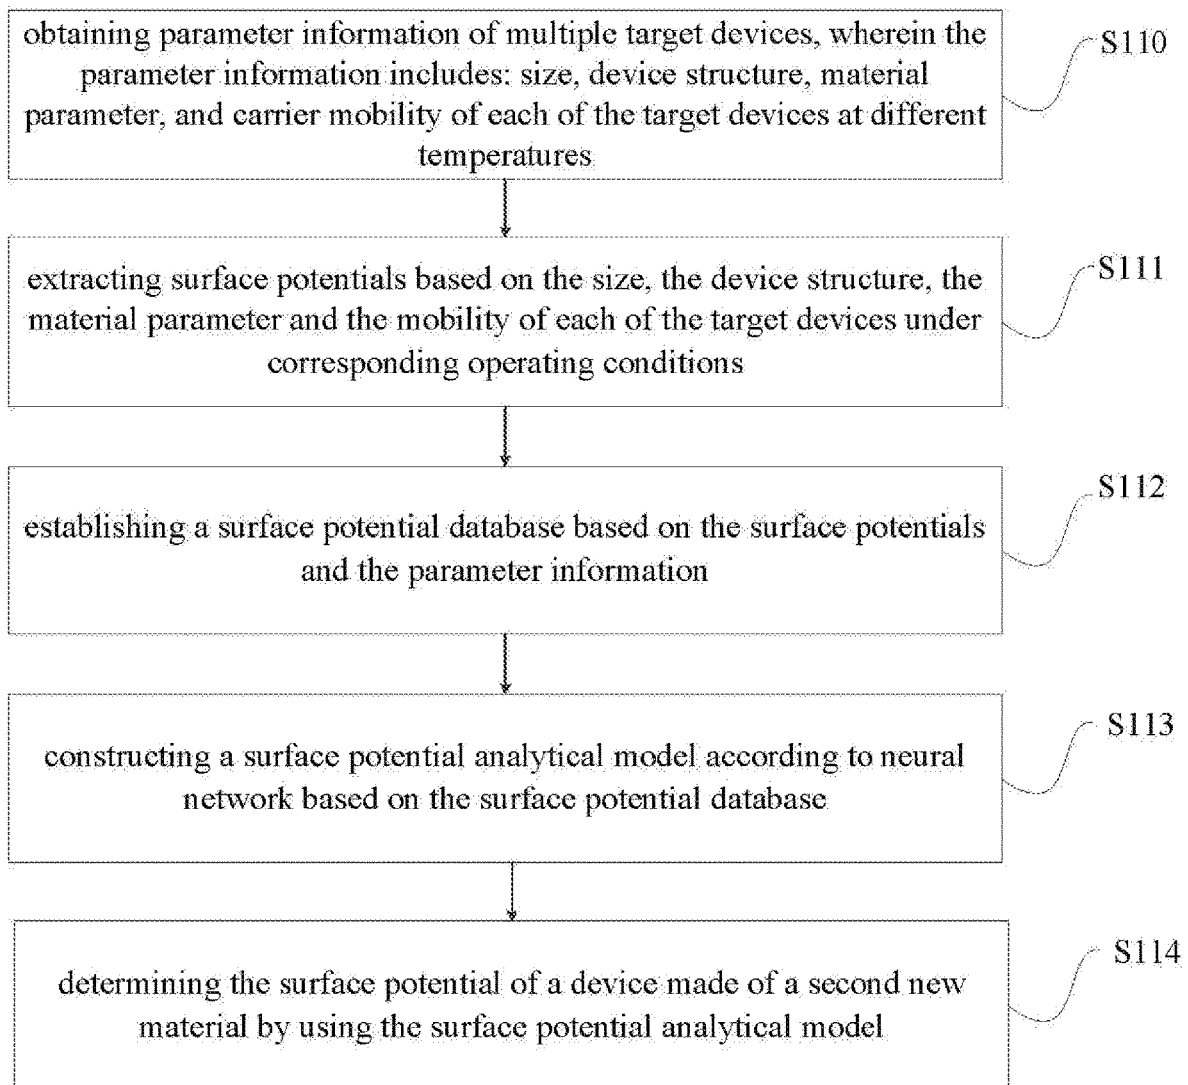 obtaining parameter information of multiple target devices, wherein the
parameter information includes: size, device structure, material
parameter, and carrier mobility of each of the target devices at different
temperatures
S110
extracting surface potentials based on the size, the device structure, the
material parameter and the mobility of each of the target devices under
corresponding operating conditions
S111
establishing a surface potential database based on the surface potentials
and the parameter information
S112
constructing a surface potential analytical model according to neural
network based on the surface potential database
S113
determining the surface potential of a device made of a second new
material by using the surface potential analytical model
S114